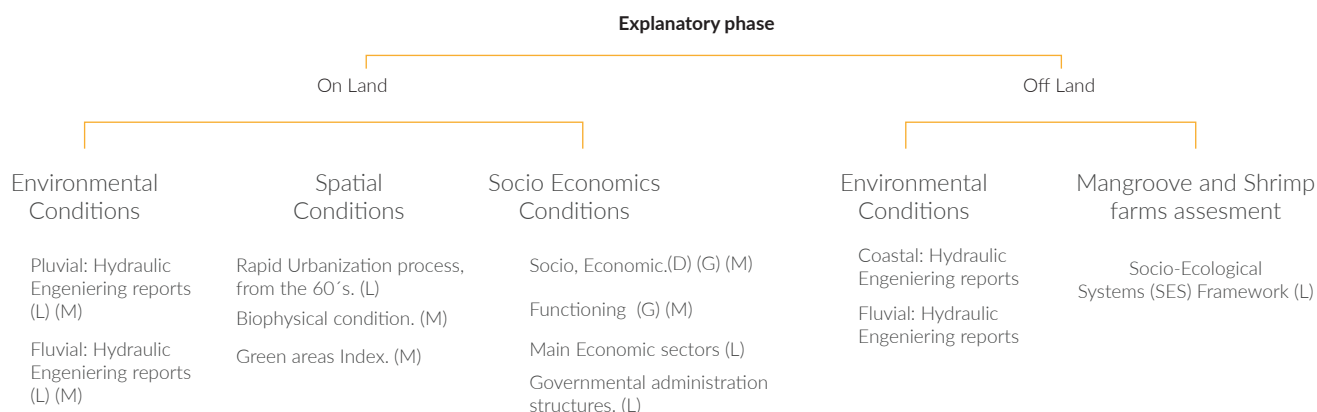 Explanatory phase
On Land
Off Land
Environmental
Conditions
Pluvial: Hydraulic
Engeniering reports
(L) (M)
Fluvial: Hydraulic
Engeniering reports
(L) (M)
Spatial
Conditions
Rapid Urbanization process,
from the 60´s. (L)
Biophysical condition. (M)
Green areas Index. (M)
Socio Economics
Conditions
Socio, Economic.(D) (G) (M)
Functioning (G) (M)
Main Economic sectors (L)
Governmental administration
structures. (L)
Environmental
Conditions
Coastal: Hydraulic
Engeniering reports
Fluvial: Hydraulic
Engeniering reports
Mangroove and Shrimp
farms assesment
Socio-Ecological
Systems (SES) Framework (L)